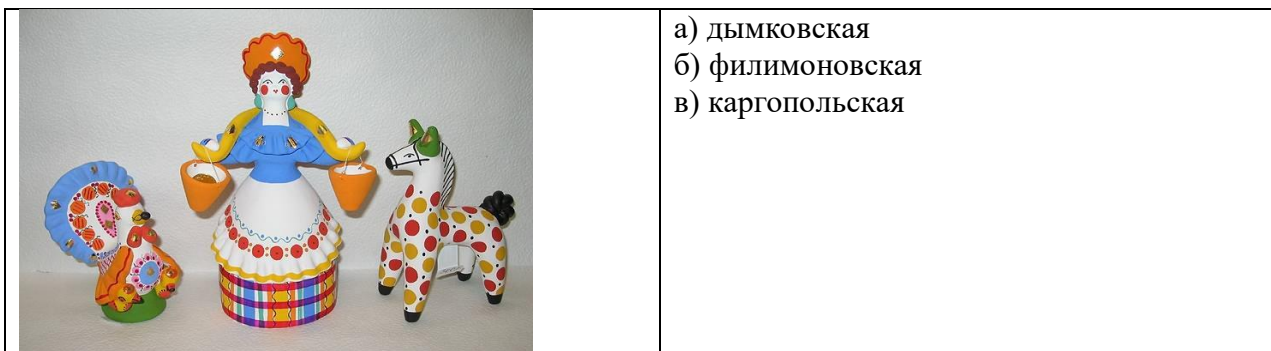 а) дымковская
б) филимоновская
в) каргопольская